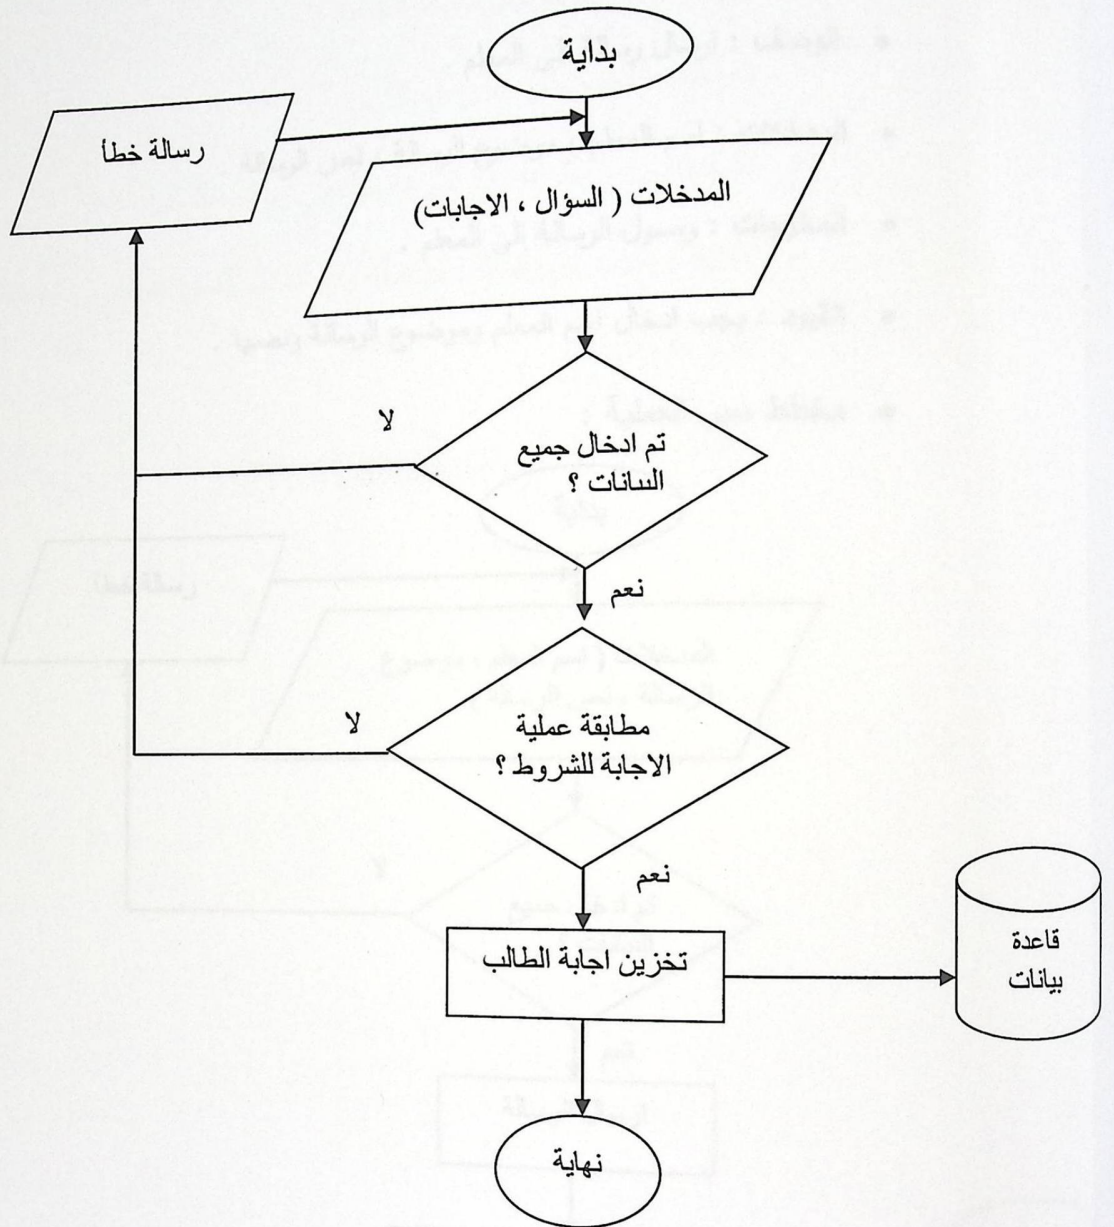 بداية
رسالة خطأ
المدخلات ( السؤال ، الاجابات)
لا
تم ادخال جميع
البيانات ؟
نعم
لا
مطابقة عملية
الاجابة للشروط ؟
نعم
تخزين اجابة الطالب
قاعدة
بيانات
نهاية